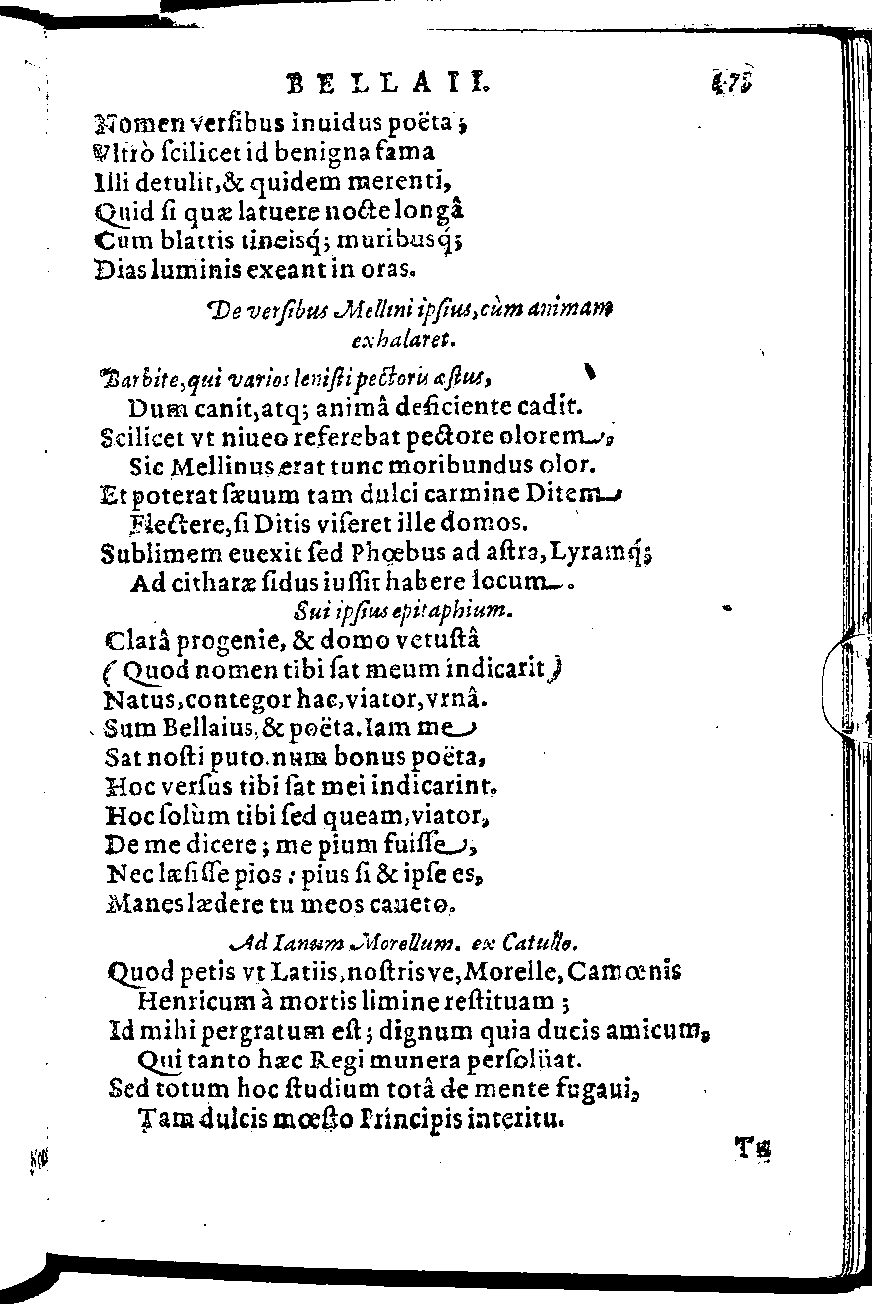 BELLAII. 475
Nomen versibus inuidus poëta;
Vltrò scilicet id benigna fama
Illi detulit, & quidem merenti,
Quid si quæ latuere nocte longâ
Cum blattis tineisq́; muribusq́;
Dias luminis exeant in oras.
De versibus Mellini ipsius, cùm animam
exhalaret.
Barbite, qui varios lenisti pectoris æstus,
Dum canit, atq; animâ deficiente cadit.
Scilicet vt niueo referebat pectore olorem,
Sic Mellinus erat tunc moribundus olor.
Et poterat sæuum tam dulci carmine Ditem
Flectere, si Ditis viseret ille domos.
Sublimem euexit sed Phœbus ad astra, Lyramq́;
Ad citharæ sidus iussit habere locum.
Sui ipsius epitaphium.
Clarâ progenie, & domo vetustâ
(Quod nomen tibi sat meum indicarit)
Natus, contegor hac, viator, vrnâ.
Sum Bellaius, & poëta. Iam me
Sat nosti puto. num bonus poëta,
Hoc versus tibi sat mei indicarint.
Hoc solùm tibi sed queam, viator,
De me dicere; me pium fuisse,
Nec læsisse pios: pius si & ipse es,
Manes lædere tu meos caueto.
Ad Ianum Morellum. ex Catullo.
Quod petis vt Latiis, nostrisve, Morelle, Camœnis
Henricum à mortis limine restituam;
Id mihi pergratum est; dignum quia ducis amicum,
Qui tanto hæc Regi munera persolüat.
Sed totum hoc studium totâ de mente fugaui,
Tam dulcis mœsto Principis interitu.
Tu